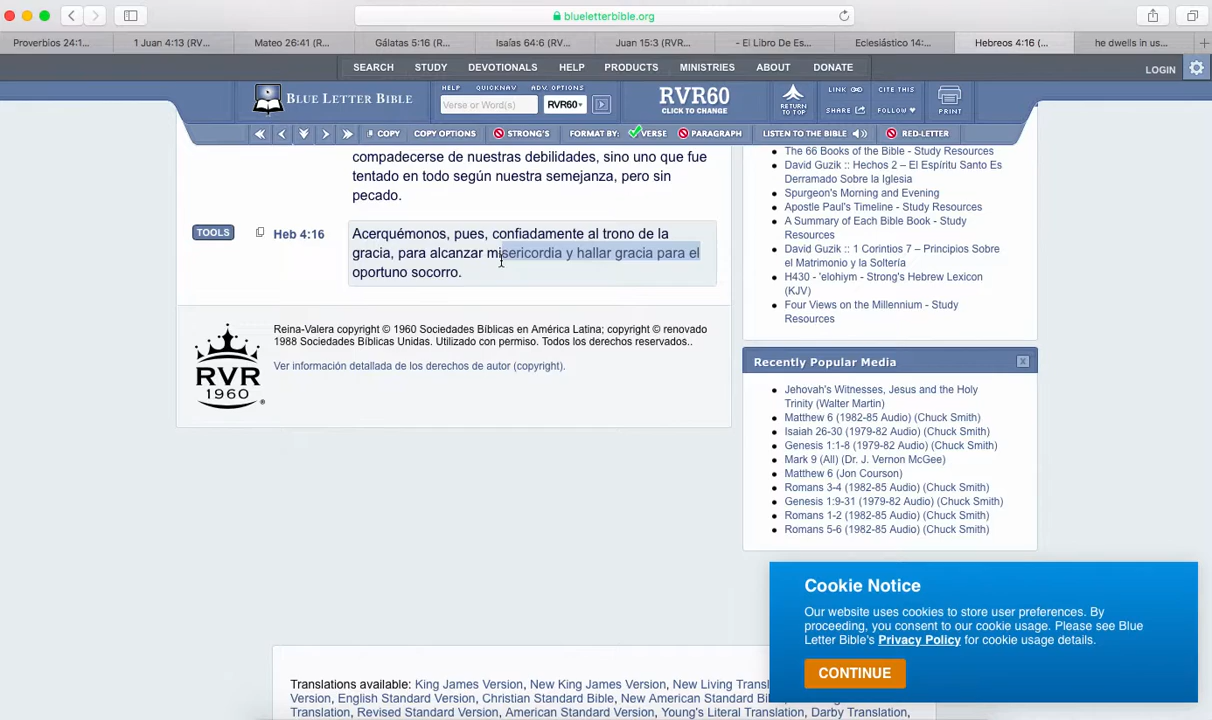 blueletterbible.org
Proverbios 24:1...
1 Juan 4:13 (RV...
Mateo 26:41 (R...
Gálatas 5:16 (R...
Isaías 64:6 (RV...
Juan 15:3 (RVR...
- El Libro De Es...
Eclesiástico 14:...
Hebreos 4:16 (...
he dwells in us...
SEARCH STUDY DEVOTIONALS HELP PRODUCTS MINISTRIES ABOUT DONATE
LOGIN
BLUE LETTER BIBLE
HELP QUICKNAV ADV. OPTIONS
Verse or Word(s) RVR60
RVR60
CLICK TO CHANGE
RETURN
TO TOP
LINK CITE THIS
SHARE FOLLOW
PRINT
COPY COPY OPTIONS STRONG'S FORMAT BY: VERSE PARAGRAPH LISTEN TO THE BIBLE RED-LETTER
compadecerse de nuestras debilidades, sino uno que fue
tentado en todo según nuestra semejanza, pero sin
pecado.
TOOLS Heb 4:16 Acerquémonos, pues, confiadamente al trono de la
gracia, para alcanzar misericordia y hallar gracia para el
oportuno socorro.
RVR
1960
Reina-Valera copyright © 1960 Sociedades Bíblicas en América Latina; copyright © renovado
1988 Sociedades Bíblicas Unidas. Utilizado con permiso. Todos los derechos reservados..
Ver información detallada de los derechos de autor (copyright).
The 66 Books of the Bible - Study Resources
David Guzik :: Hechos 2 – El Espíritu Santo Es
Derramado Sobre la Iglesia
Spurgeon's Morning and Evening
Apostle Paul's Timeline - Study Resources
A Summary of Each Bible Book - Study
Resources
David Guzik :: 1 Corintios 7 – Principios Sobre
el Matrimonio y la Soltería
H430 - 'elohiym - Strong's Hebrew Lexicon
(KJV)
Four Views on the Millennium - Study
Resources
Recently Popular Media
Jehovah's Witnesses, Jesus and the Holy
Trinity (Walter Martin)
Matthew 6 (1982-85 Audio) (Chuck Smith)
Isaiah 26-30 (1979-82 Audio) (Chuck Smith)
Genesis 1:1-8 (1979-82 Audio) (Chuck Smith)
Mark 9 (All) (Dr. J. Vernon McGee)
Matthew 6 (Jon Courson)
Romans 3-4 (1982-85 Audio) (Chuck Smith)
Genesis 1:9-31 (1979-82 Audio) (Chuck Smith)
Romans 1-2 (1982-85 Audio) (Chuck Smith)
Romans 5-6 (1982-85 Audio) (Chuck Smith)
Cookie Notice
Our website uses cookies to store user preferences. By
proceeding, you consent to our cookie usage. Please see Blue
Letter Bible's Privacy Policy for cookie usage details.
CONTINUE
Translations available: King James Version, New King James Version, New Living Transl
Version, English Standard Version, Christian Standard Bible, New American Standard Bi
Translation, Revised Standard Version, American Standard Version, Young's Literal Translation, Darby Translation,